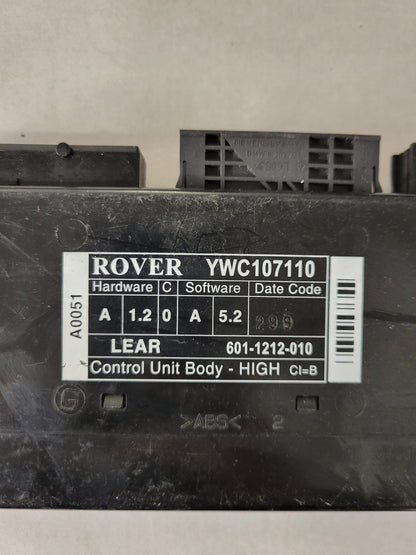 ROVER YWC107110
Hardware C Software Date Code
A 1.2 0 A 5.2 299
LEAR 601-1212-010
Control Unit Body - HIGH CI=B
A0051
G
>ABS< 2